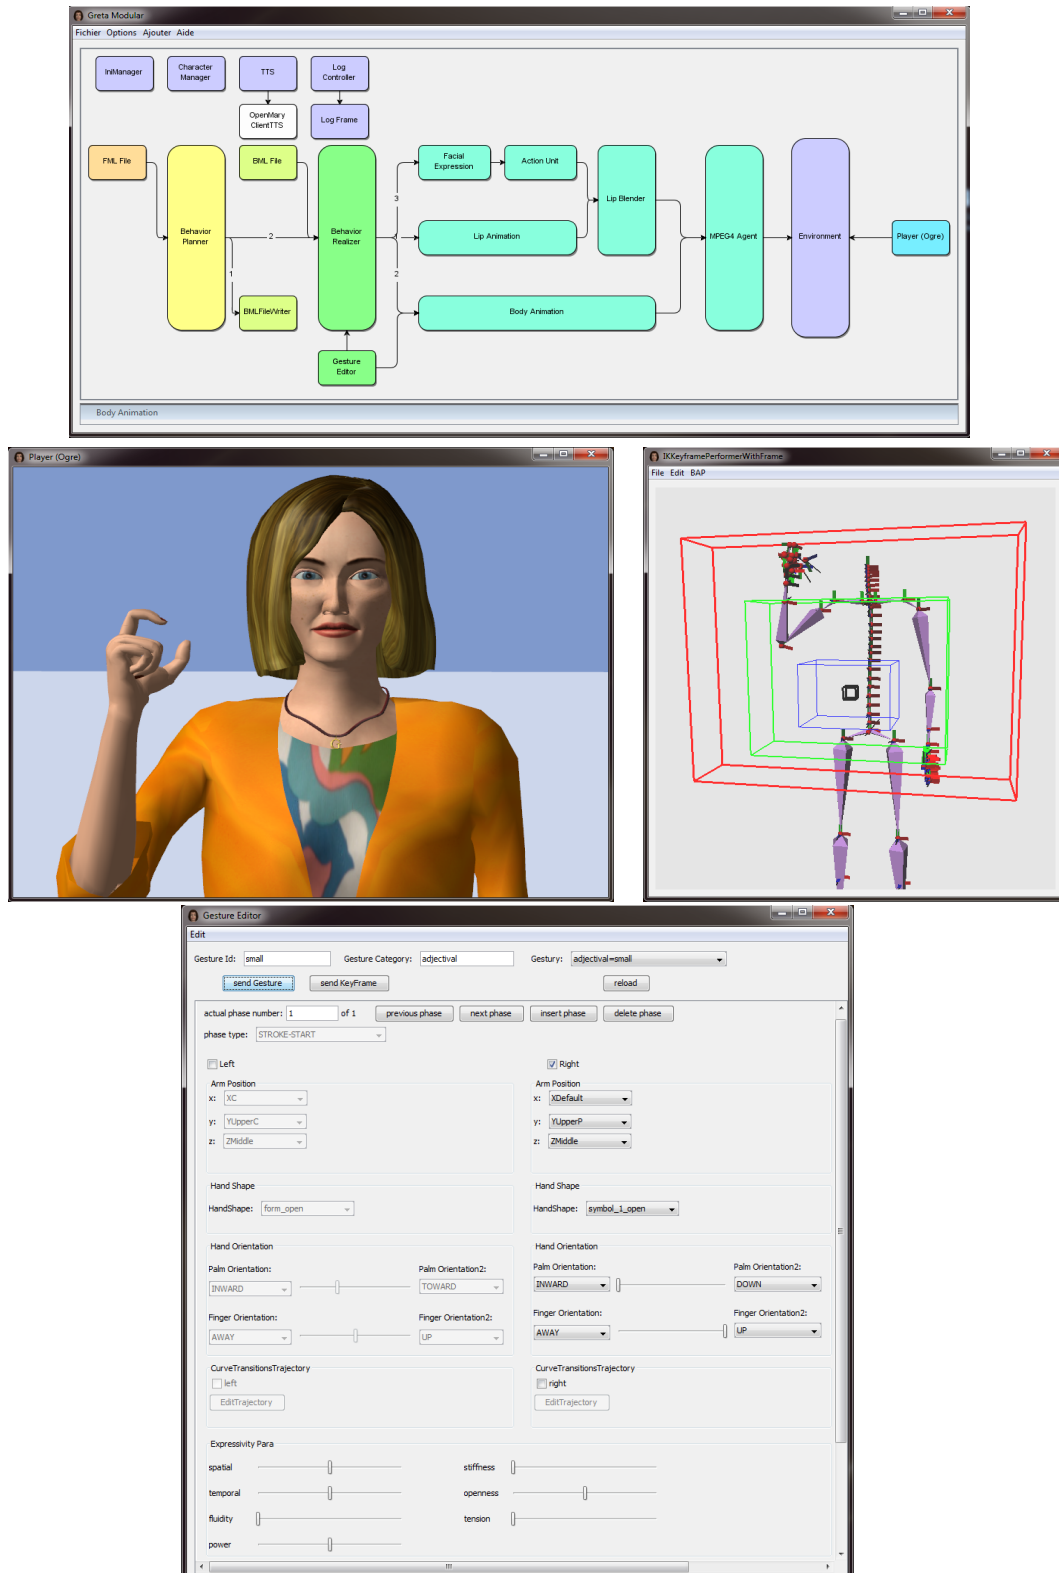 Greta Modular
Fichier Options Ajouter Aide
IniManager
Character
Manager
TTS
Log
Controller
OpenMary
ClientTTS
Log Frame
FML File
BML File
Facial
Expression
Action Unit
3
Lip Blender
Behavior
Planner
2
Behavior
Realizer
Lip Animation
MPEG4 Agent
Environment
Player (Ogre)
1
2
BMLFileWriter
Body Animation
Gesture
Editor
Body Animation
Player (Ogre)
IKKeyframePerformerWithFrame
File Edit BAP
Gesture Editor
Edit
Gesture Id: small Gesture Category: adjectival Gestury: adjectival=small
send Gesture send KeyFrame reload
actual phase number: 1 of 1 previous phase next phase insert phase delete phase
phase type: STROKE-START
Left Right
Arm Position Arm Position
x: XC x: XDefault
y: YUpperC y: YUpperP
z: ZMiddle z: ZMiddle
Hand Shape Hand Shape
HandShape: form_open HandShape: symbol_1_open
Hand Orientation Hand Orientation
Palm Orientation: Palm Orientation2: Palm Orientation: Palm Orientation2:
INWARD TOWARD INWARD DOWN
Finger Orientation: Finger Orientation2: Finger Orientation: Finger Orientation2:
AWAY UP AWAY UP
CurveTransitionsTrajectory CurveTransitionsTrajectory
left right
EditTrajectory EditTrajectory
Expressivity Para
spatial stiffness
temporal openness
fluidity tension
power